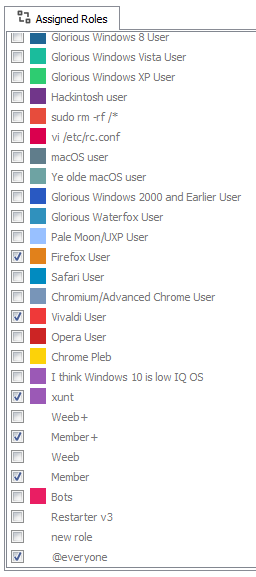 Assigned Roles
Glorious Windows 8 User
Glorious Windows Vista User
Glorious Windows XP User
Hackintosh user
sudo rm -rf /*
vi /etc/rc.conf
macOS user
Ye olde macOS user
Glorious Windows 2000 and Earlier User
Glorious Waterfox User
Pale Moon/UXP User
Firefox User
Safari User
Chromium/Advanced Chrome User
Vivaldi User
Opera User
Chrome Pleb
I think Windows 10 is low IQ OS
xunt
Weeb+
Member+
Weeb
Member
Bots
Restarter v3
new role
@everyone